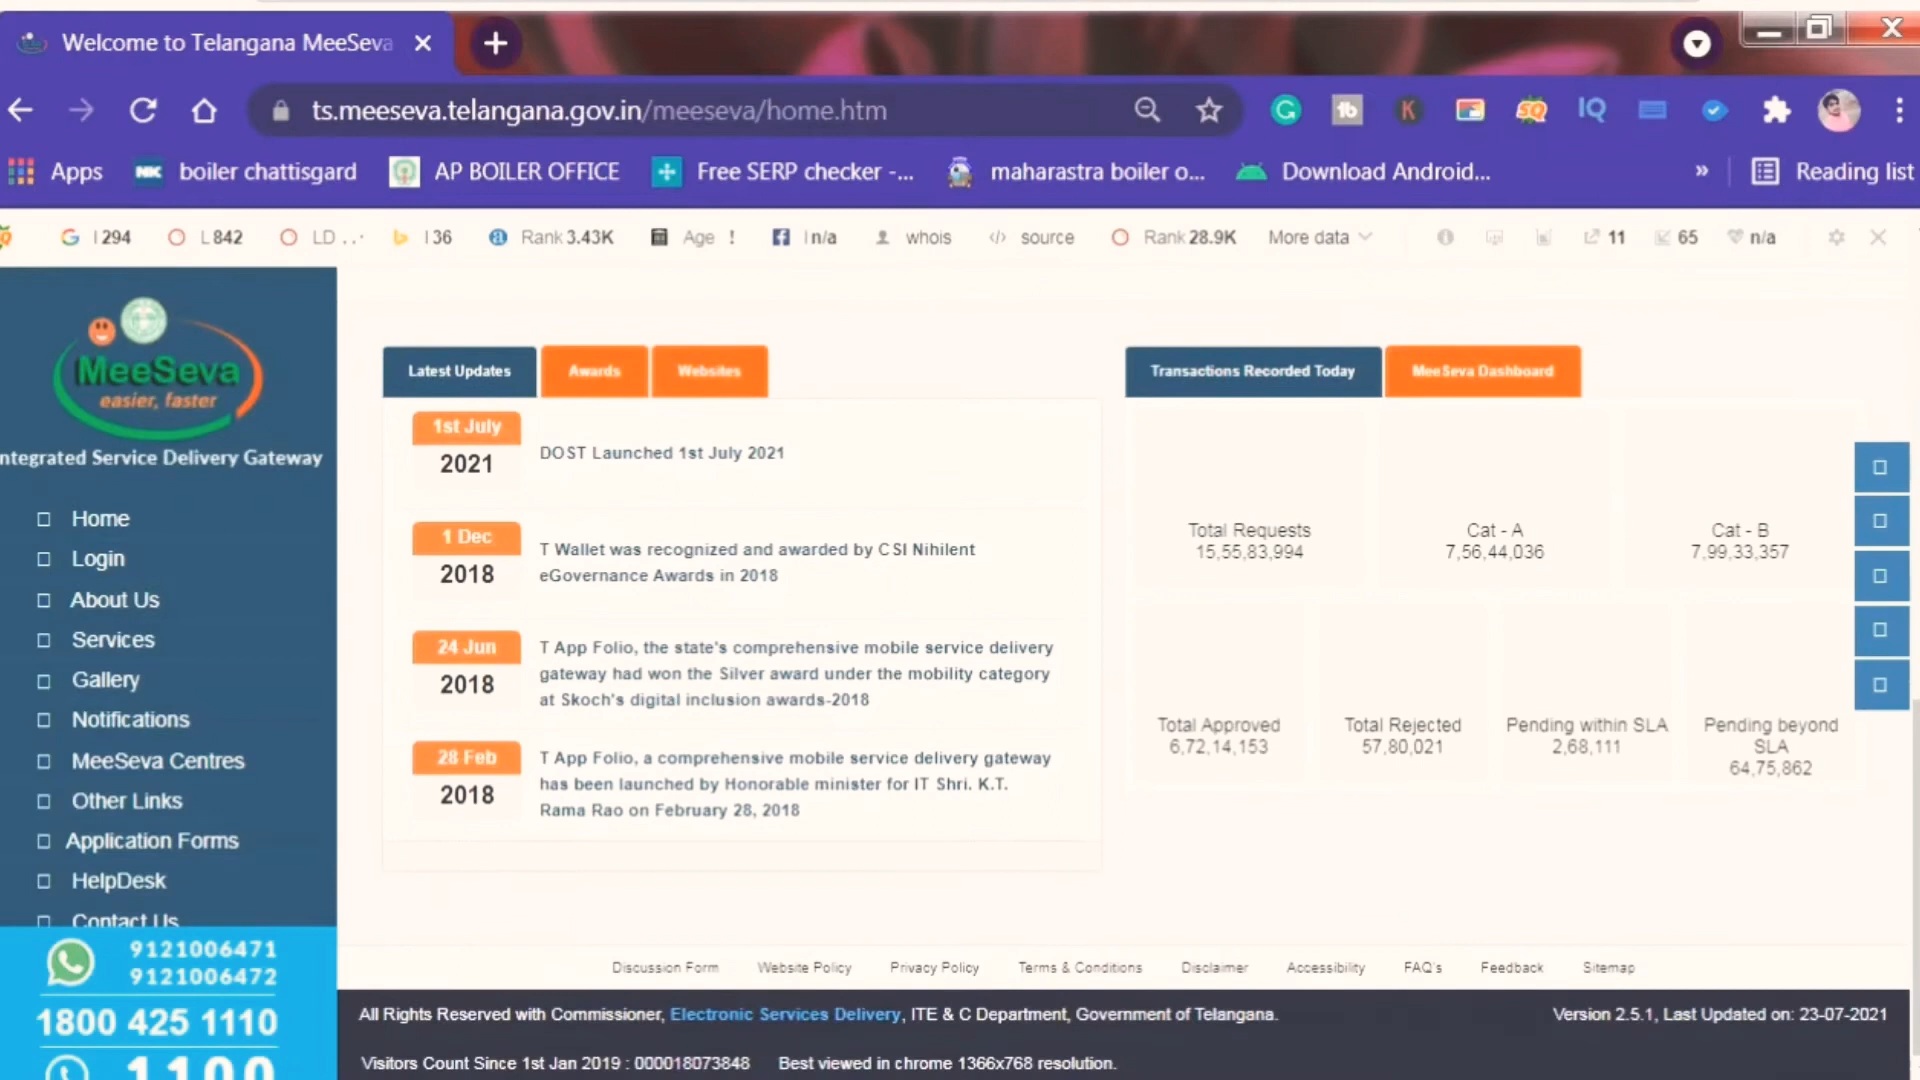 Welcome to Telangana MeeSeva
ts.meeseva.telangana.gov.in/meeseva/home.htm
Apps
NIC boiler chattisgard
AP BOILER OFFICE
Free SERP checker -...
maharastra boiler o...
Download Android...
» Reading list
I 294
L 842
LD ...
I 36
Rank 3.43K
Age !
I n/a
whois
source
Rank 28.9K
More data
11
65
n/a
MeeSeva
easier, faster
ntegrated Service Delivery Gateway
Home
Login
About Us
Services
Gallery
Notifications
MeeSeva Centres
Other Links
Application Forms
HelpDesk
Contact Us
9121006471
9121006472
1800 425 1110
1100
Latest Updates
Awards
Websites
1st July
2021
DOST Launched 1st July 2021
1 Dec
2018
T Wallet was recognized and awarded by CSI Nihilent
eGovernance Awards in 2018
24 Jun
2018
T App Folio, the state's comprehensive mobile service delivery
gateway had won the Silver award under the mobility category
at Skoch's digital inclusion awards-2018
28 Feb
2018
T App Folio, a comprehensive mobile service delivery gateway
has been launched by Honorable minister for IT Shri. K.T.
Rama Rao on February 28, 2018
Transactions Recorded Today
MeeSeva Dashboard
Total Requests
15,55,83,994
Cat - A
7,56,44,036
Cat - B
7,99,33,357
Total Approved
6,72,14,153
Total Rejected
57,80,021
Pending within SLA
2,68,111
Pending beyond
SLA
64,75,862
Discussion Form
Website Policy
Privacy Policy
Terms & Conditions
Disclaimer
Accessibility
FAQ's
Feedback
Sitemap
All Rights Reserved with Commissioner, Electronic Services Delivery, ITE & C Department, Government of Telangana.
Version 2.5.1, Last Updated on: 23-07-2021
Visitors Count Since 1st Jan 2019 : 000018073848
Best viewed in chrome 1366x768 resolution.